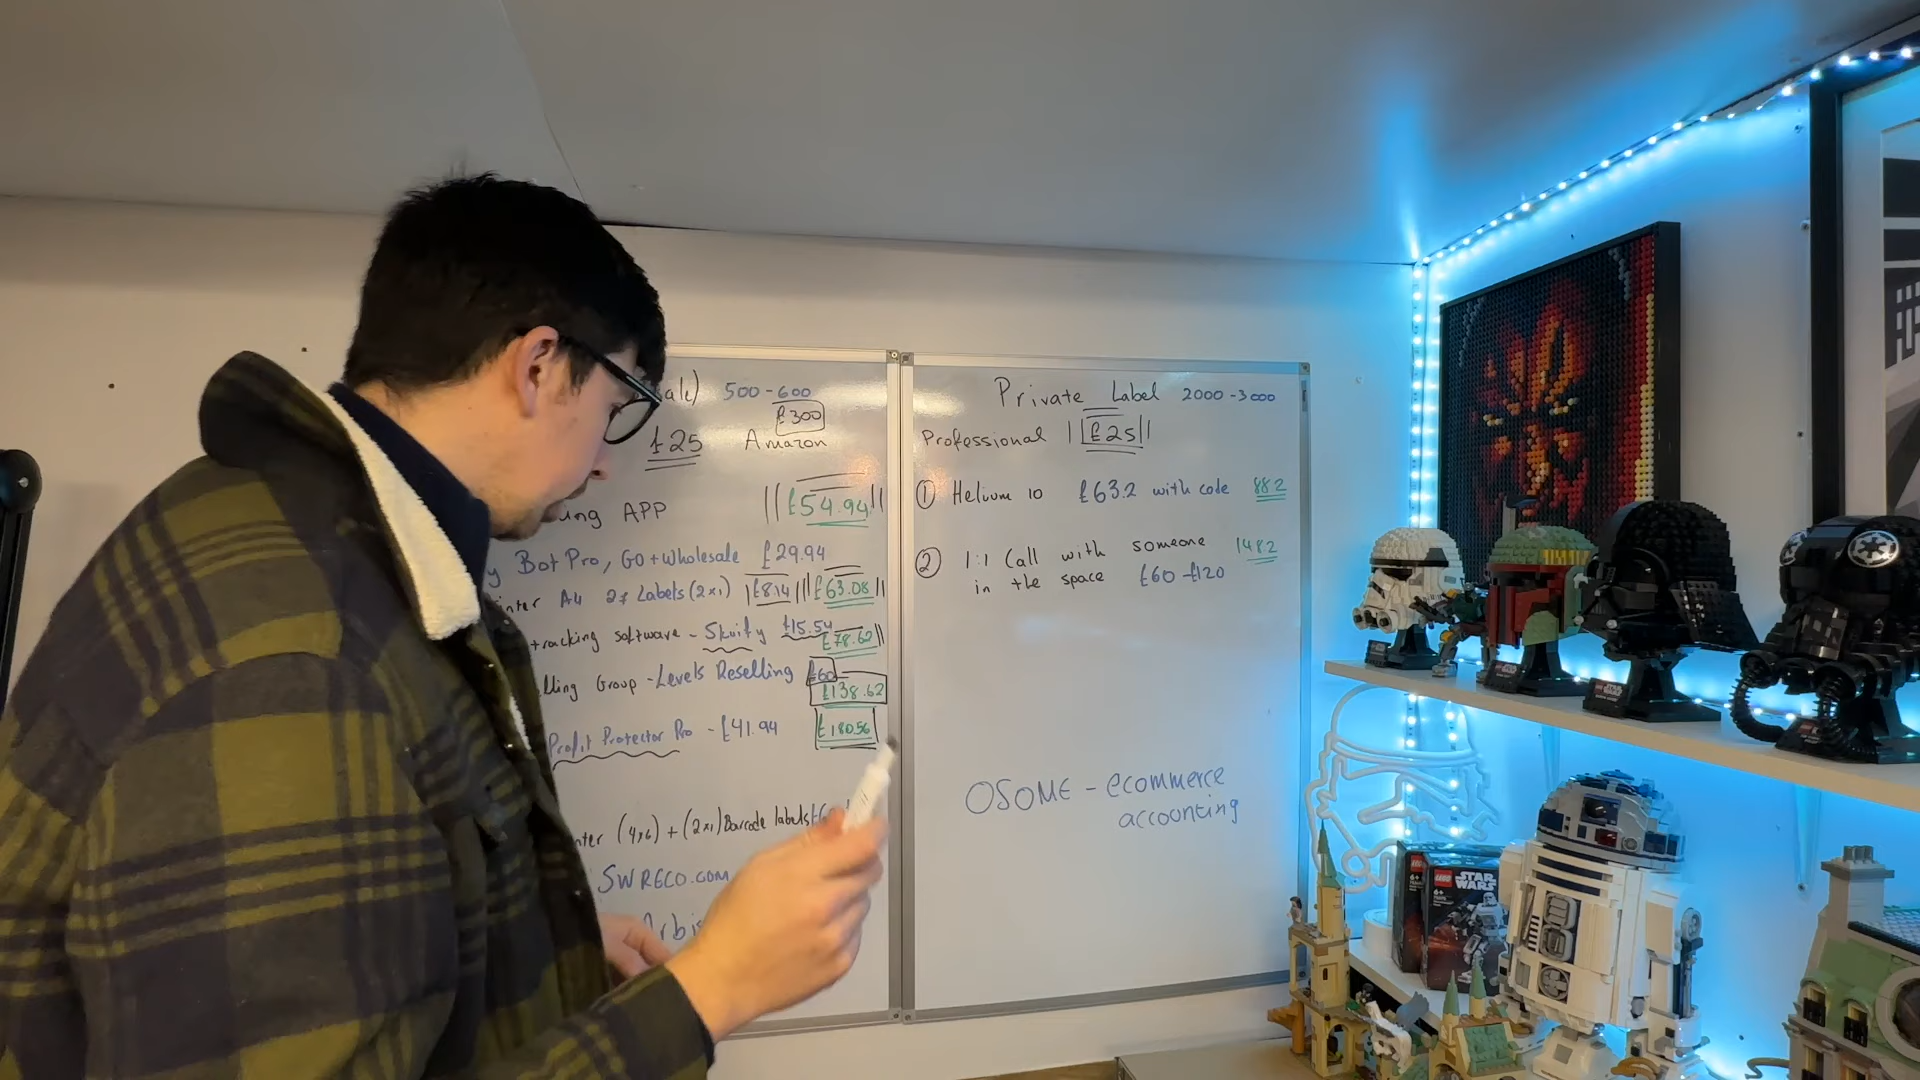 500-600
£300
£25 Amazon
APP £54.94
Bot Pro, GO + Wholesale £29.94
A4 Labels (2x1) £8.14 £63.08
tracking software - Skuify £15.54
£78.62
Group - Levels Reselling £60
£138.62
Profit Protector Pro - £41.94 £180.56
(4x6) + (2x1) Barcode labels
SWRECO.COM
Private Label 2000-3000
Professional £25
① Helium 10 £63.2 with code 88.2
② 1:1 Call with someone 148.2
in the space £60-£120
OSOME - ecommerce
accounting
LEGO STAR WARS